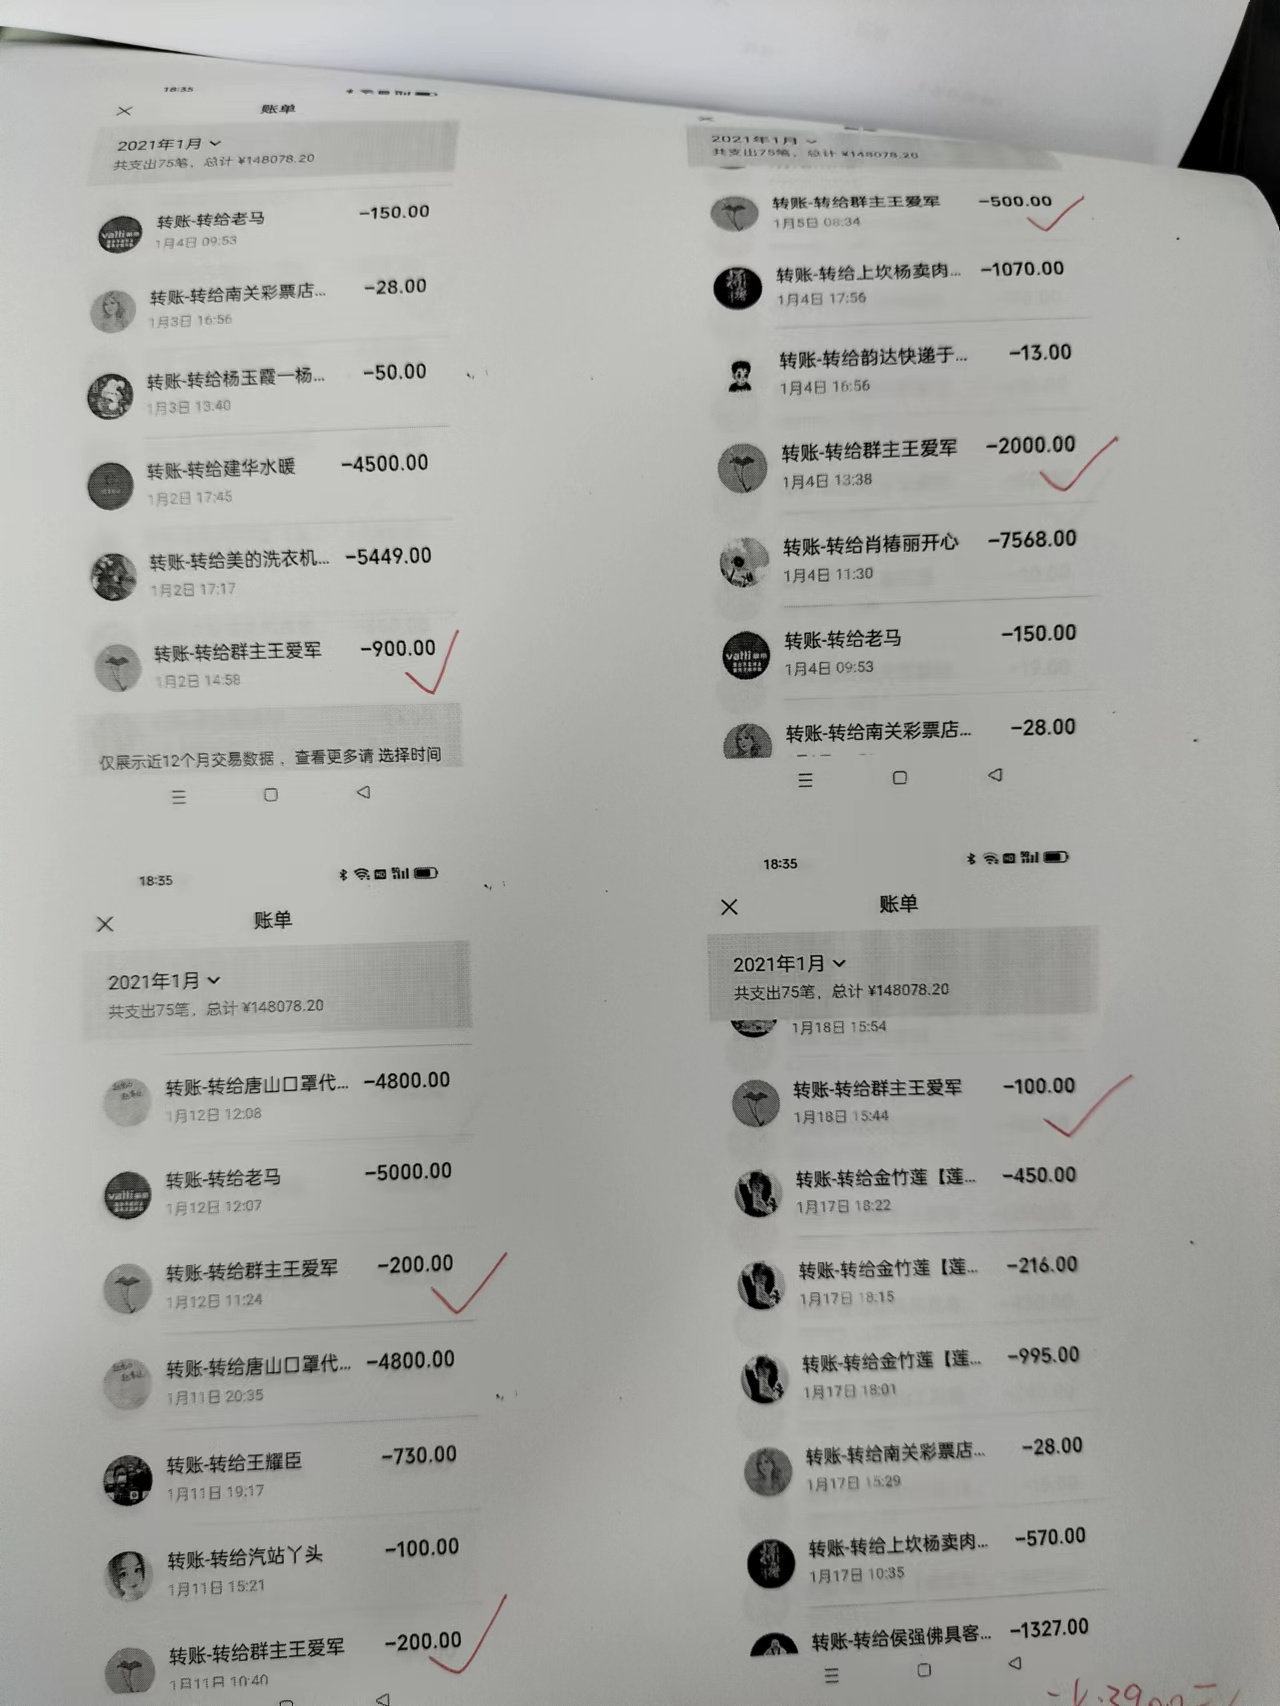 18:35
账单
2021年1月
共支出75笔，总计 ¥148078.20
转账-转给老马 -150.00
1月4日 09:53
转账-转给南关彩票店... -28.00
1月3日 16:56
转账-转给杨玉霞一杨... -50.00
1月3日 13:40
转账-转给建华水暖 -4500.00
1月2日 17:45
转账-转给美的洗衣机... -5449.00
1月2日 17:17
转账-转给群主王爱军 -900.00
1月2日 14:58
仅展示近12个月交易数据，查看更多请 选择时间
2021年1月
共支出75笔，总计 ¥148078.20
转账-转给群主王爱军 -500.00
1月5日 08:34
转账-转给上坎杨卖肉... -1070.00
1月4日 17:56
转账-转给韵达快递于... -13.00
1月4日 16:56
转账-转给群主王爱军 -2000.00
1月4日 13:38
转账-转给肖椿丽开心 -7568.00
1月4日 11:30
转账-转给老马 -150.00
1月4日 09:53
转账-转给南关彩票店... -28.00
18:35
账单
2021年1月
共支出75笔，总计 ¥148078.20
转账-转给唐山口罩代... -4800.00
1月12日 12:08
转账-转给老马 -5000.00
1月12日 12:07
转账-转给群主王爱军 -200.00
1月12日 11:24
转账-转给唐山口罩代... -4800.00
1月11日 20:35
转账-转给王耀臣 -730.00
1月11日 19:17
转账-转给汽站丫头 -100.00
1月11日 15:21
转账-转给群主王爱军 -200.00
1月11日 10:40
18:35
账单
2021年1月
共支出75笔，总计 ¥148078.20
1月18日 15:54
转账-转给群主王爱军 -100.00
1月18日 15:44
转账-转给金竹莲【莲... -450.00
1月17日 18:22
转账-转给金竹莲【莲... -216.00
1月17日 18:15
转账-转给金竹莲【莲... -995.00
1月17日 18:01
转账-转给南关彩票店... -28.00
1月17日 15:29
转账-转给上坎杨卖肉... -570.00
1月17日 10:35
转账-转给侯强佛具客... -1327.00